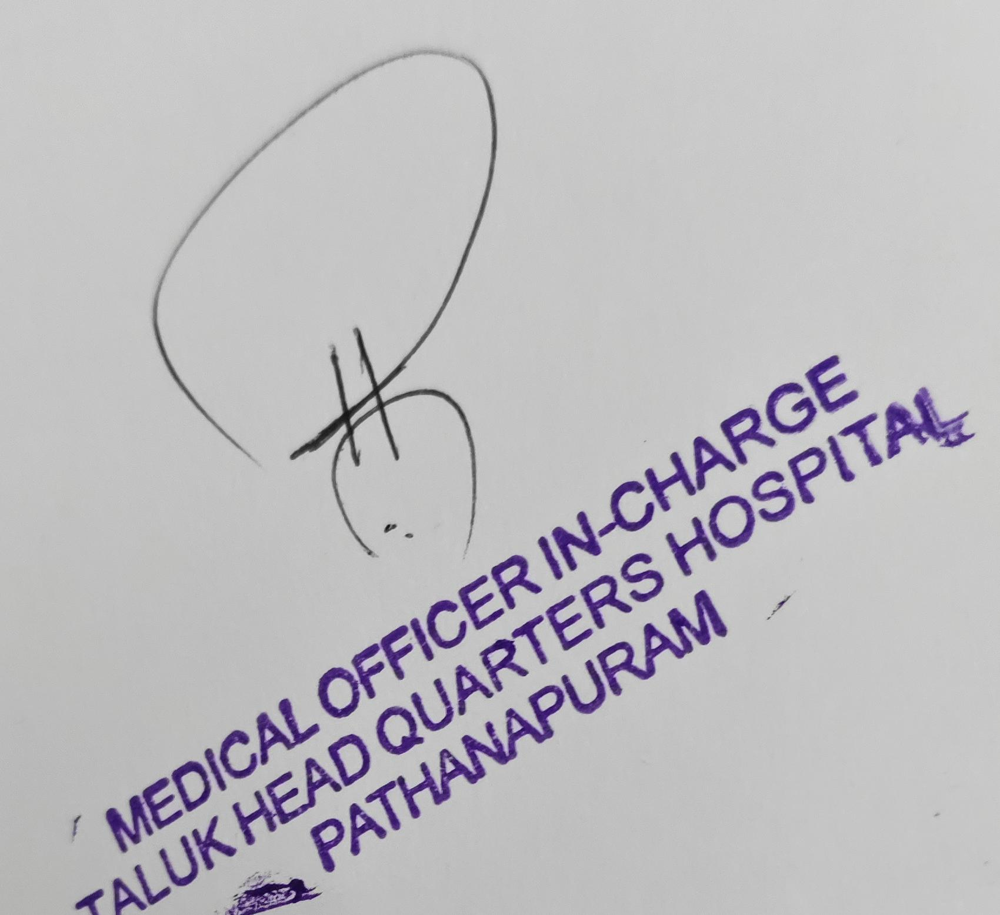 MEDICAL OFFICER IN-CHARGE
TALUK HEAD QUARTERS HOSPITAL
PATHANAPURAM